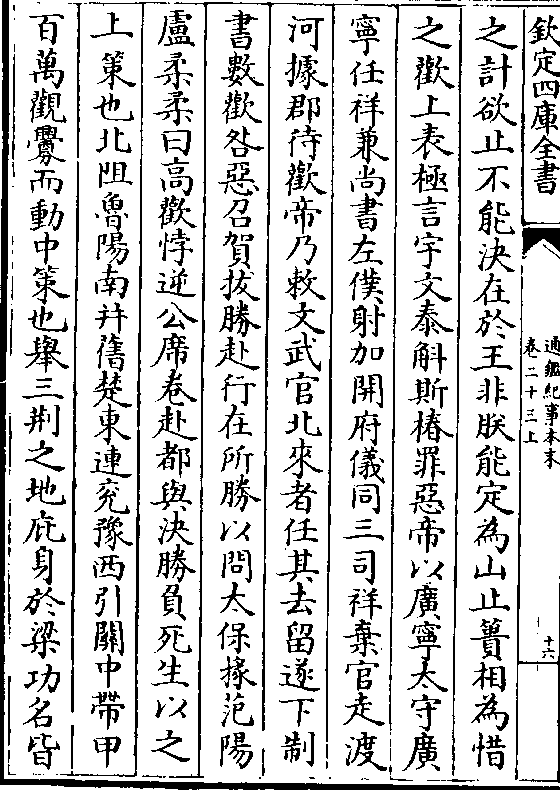 欽定四庫全書
通鑑紀事本末
卷二十三上
十六
之計欲止不能決在於王非朕能定為山止簣相為惜
之歡上表極言宇文泰斛斯椿罪惡帝以廣寧太守廣
寧任祥兼尚書左僕射加開府儀同三司祥棄官走渡
河據郡待歡帝乃敕文武官北來者任其去留遂下制
書數歡咎惡召賀拔勝赴行在所勝以問太保掾范陽
盧柔柔曰高歡悖逆公席卷赴都與決勝負死生以之
上策也北阻魯陽南并舊楚東連兗豫西引關中帶甲
百萬觀釁而動中策也舉三荆之地庇身於梁功名皆